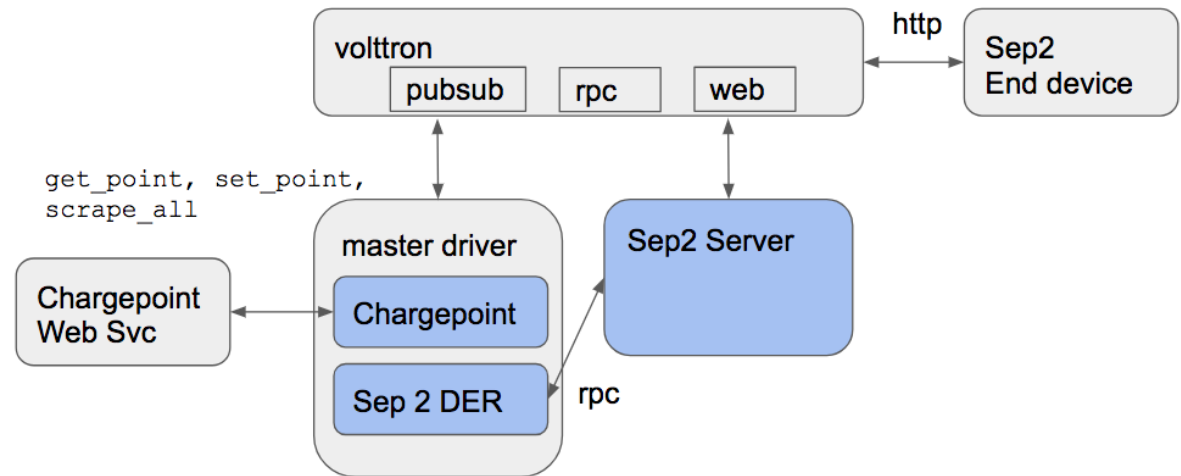 volttron
pubsub
rpc
web
http
Sep2
End device
get_point, set_point,
scrape_all
master driver
Chargepoint
Sep 2 DER
Chargepoint
Web Svc
Sep2 Server
rpc